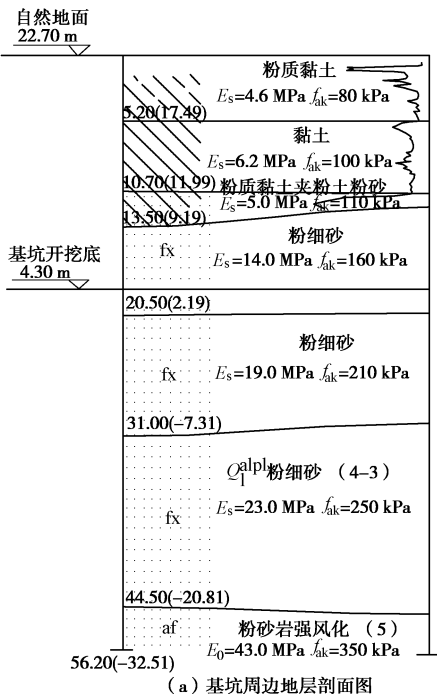 自然地面
22.70 m
粉质黏土
Es=4.6 MPa fak=80 kPa
5.20(17.49)
黏土
Es=6.2 MPa fak=100 kPa
10.70(11.99)
粉质黏土夹粉土粉砂
Es=5.0 MPa fak=110 kPa
13.50(9.19)
粉细砂
fx
Es=14.0 MPa fak=160 kPa
基坑开挖底
4.30 m
20.50(2.19)
粉细砂
fx
Es=19.0 MPa fak=210 kPa
31.00(−7.31)
Q1alpl粉细砂 (4−3)
Es=23.0 MPa fak=250 kPa
fx
44.50(−20.81)
af
粉砂岩强风化 (5)
E0=43.0 MPa fak=350 kPa
56.20(−32.51)
(a) 基坑周边地层剖面图